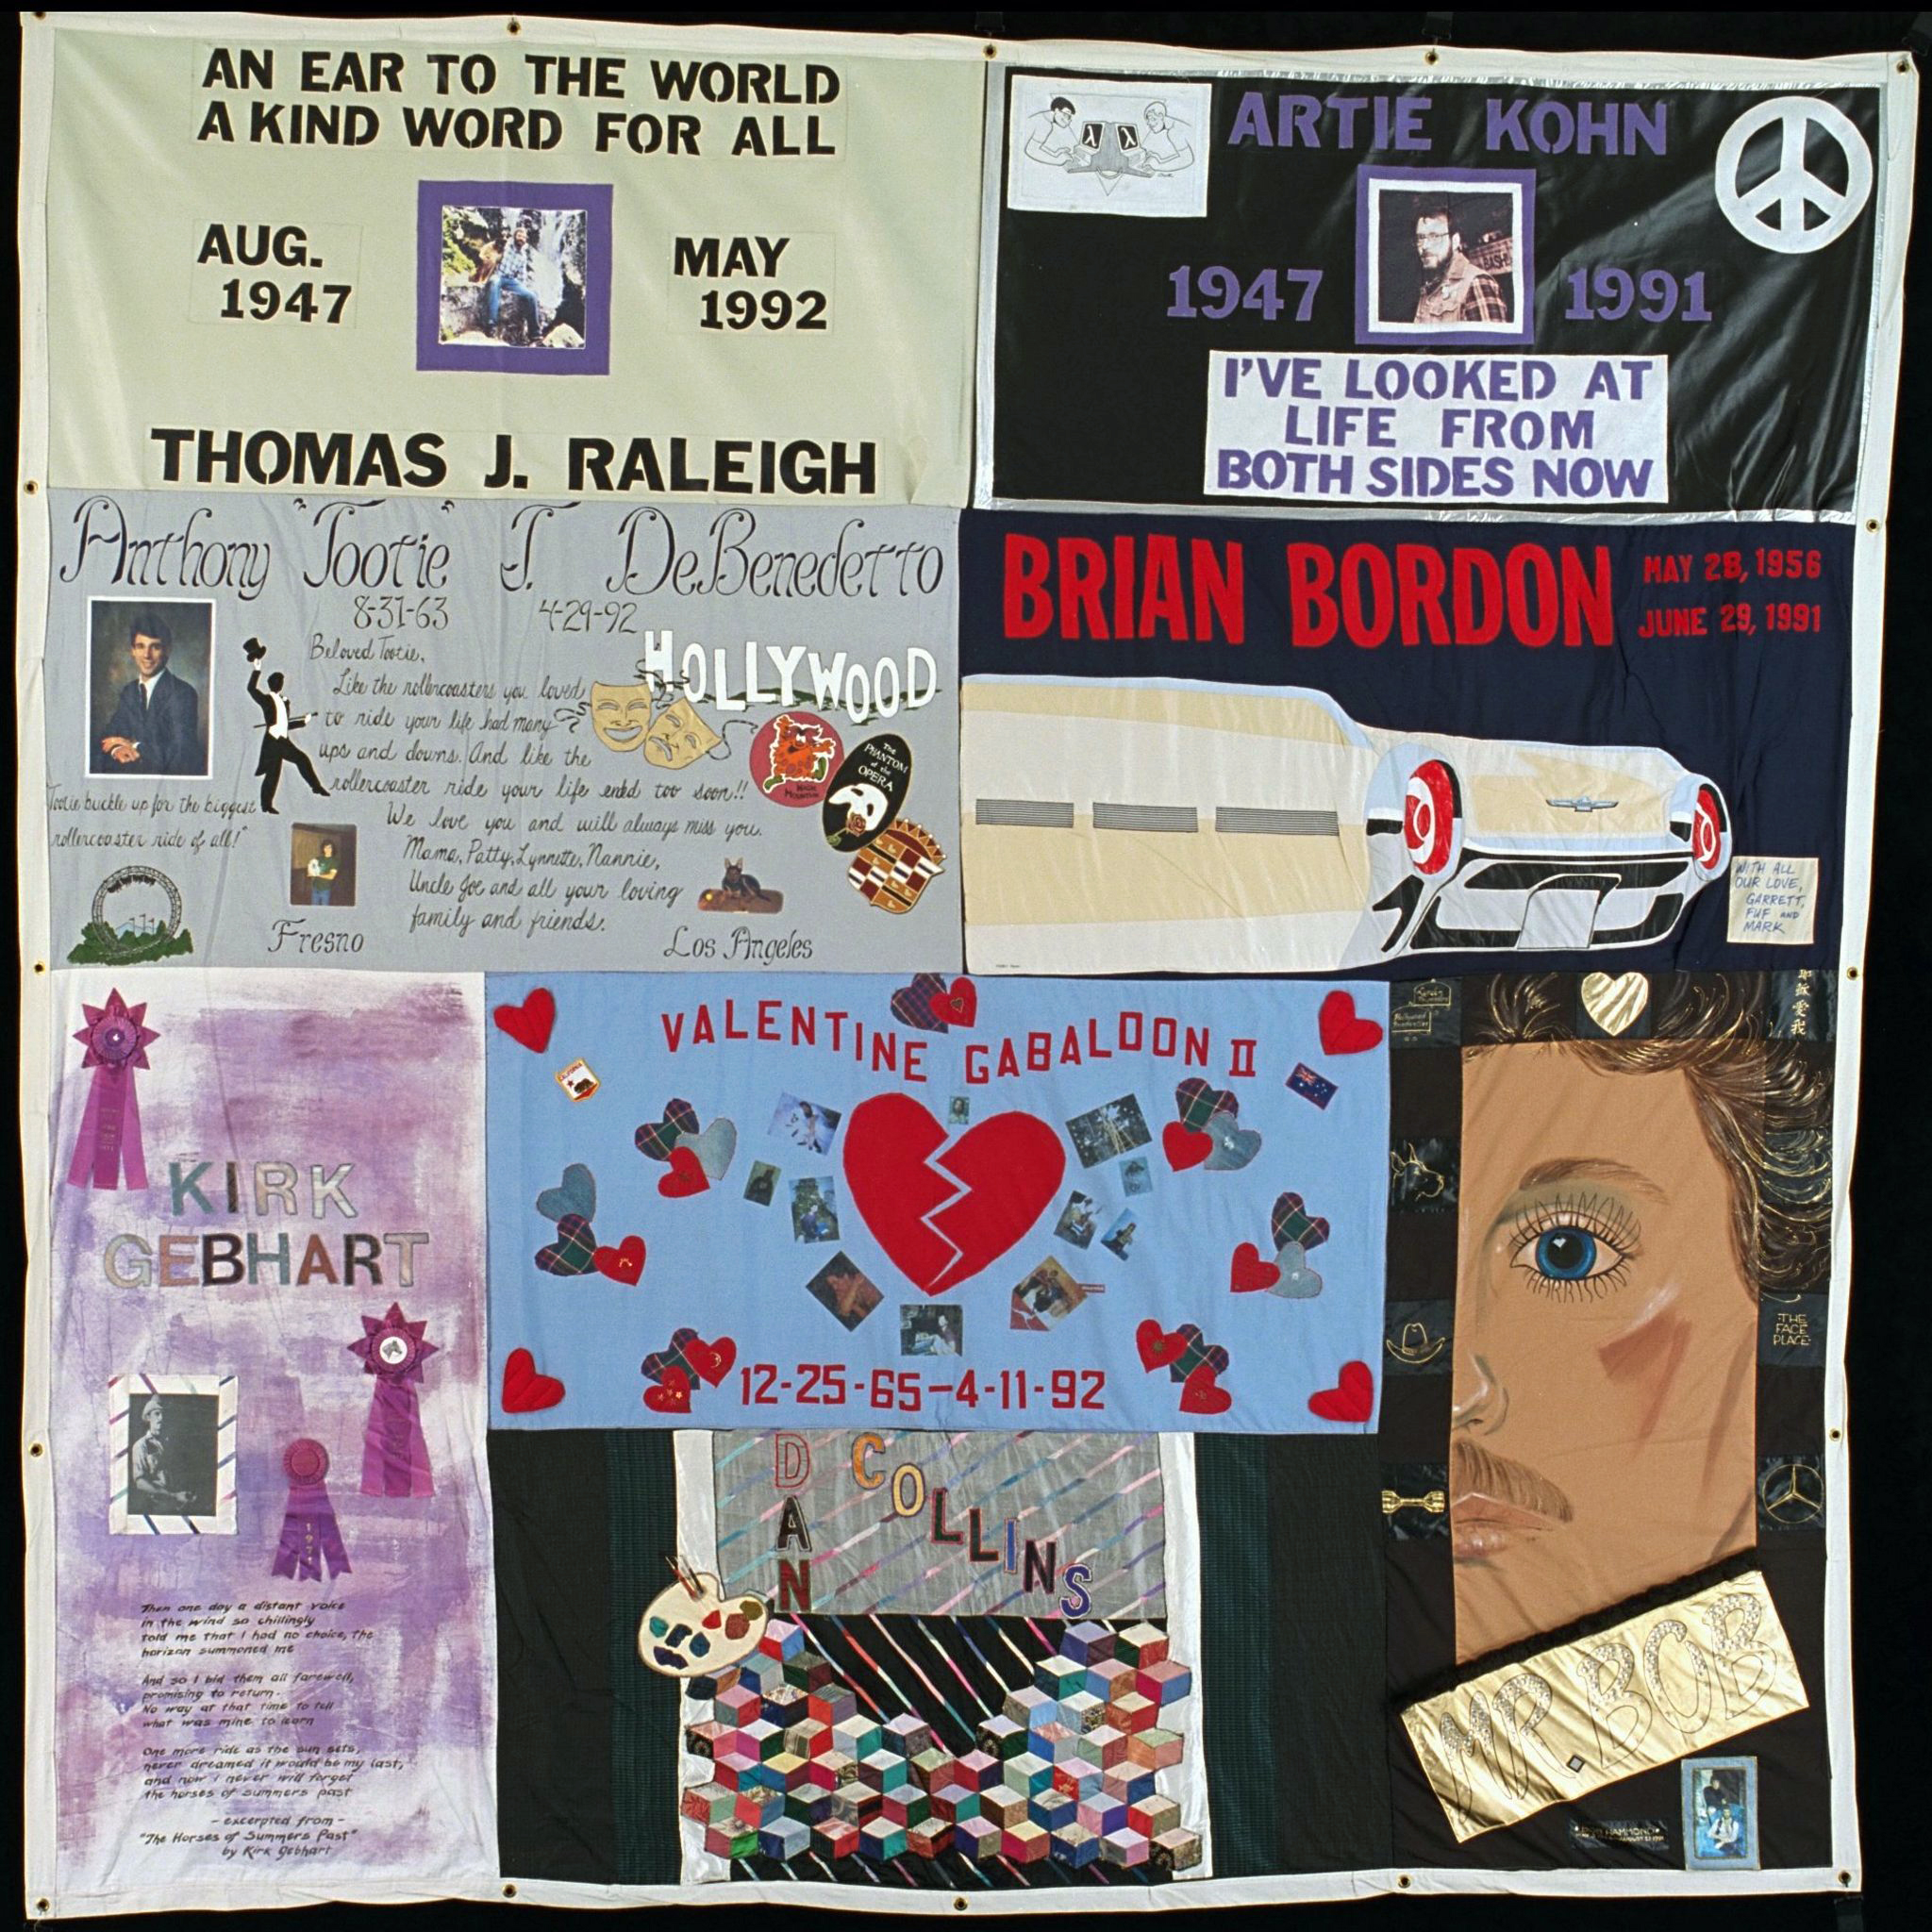 AN EAR TO THE WORLD
A KIND WORD FOR ALL
AUG.
1947
MAY
1992
THOMAS J. RALEIGH
ARTIE KOHN
1947
1991
I'VE LOOKED AT
LIFE FROM
BOTH SIDES NOW
Anthony "Tootie" J. DeBenedetto
8-31-63
4-29-92
Beloved Tootie,
Like the rollercoasters you loved
to ride your life had many
ups and downs. And like the
rollercoaster ride your life ended too soon!!
We love you and will always miss you.
Mama, Patty, Lynnette, Nannie,
Uncle Joe and all your loving
family and friends.
Tootie buckle up for the biggest
rollercoaster ride of all!"
HOLLYWOOD
MAGIC
MOUNTAIN
The
PHANTOM
of the
OPERA
Fresno
Los Angeles
BRIAN BORDON
MAY 28, 1956
JUNE 29, 1991
WITH ALL
OUR LOVE,
GARRETT,
FUF AND
MARK
KIRK
GEBHART
Then one day a distant voice
in the wind so chillingly
told me that I had no choice, the
horizon summoned me
And so I bid them all farewell,
promising to return.
No way at that time to tell
what was mine to learn
One more ride as the sun sets,
never dreamed it would be my last,
and now i never will forget
the horses of summers past
- excerpted from -
"The Horses of Summers Past"
by Kirk Gebhart
VALENTINE GABALDON II
12-25-65-4-11-92
DAN
COLLINS
愛
我
HAMMOND
HARRISON
THE
FACE
PLACE
MR. BOB